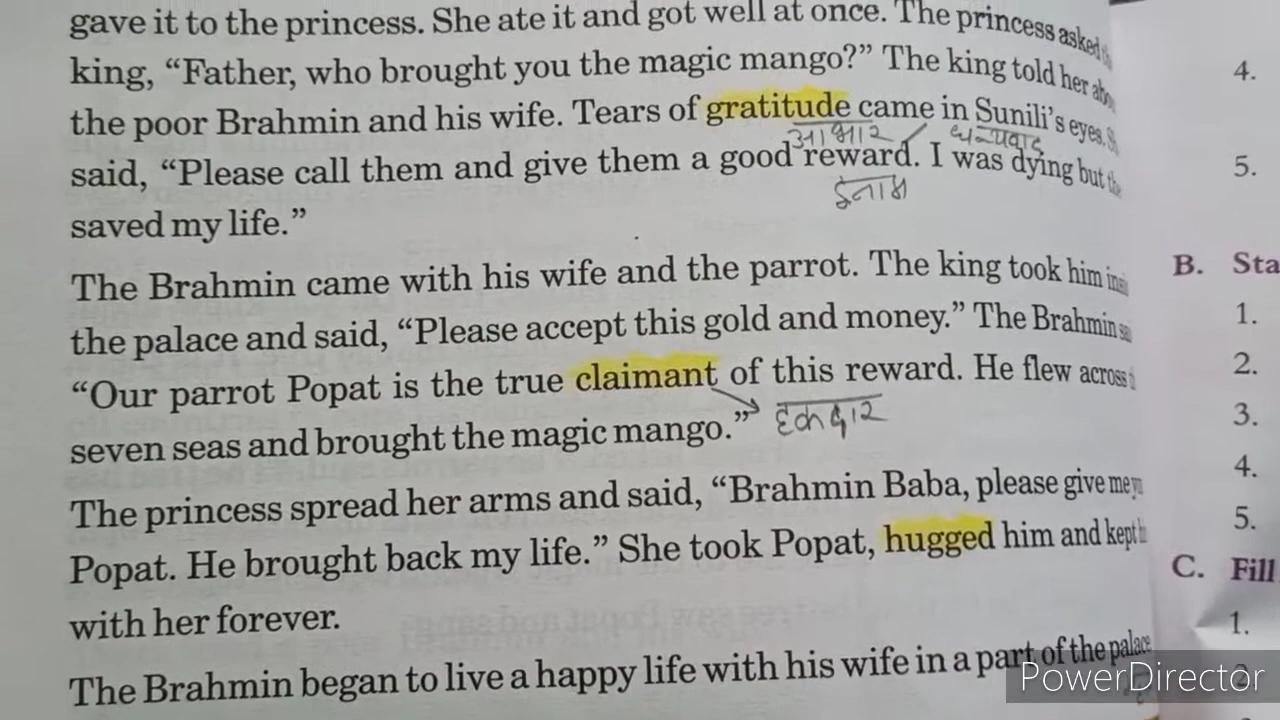 gave it to the princess. She ate it and got well at once. The princess asked
king, “Father, who brought you the magic mango?” The king told her
the poor Brahmin and his wife. Tears of gratitude came in Sunili’s eyes.
आभार धन्यवाद
said, “Please call them and give them a good reward. I was dying but
इनाम
saved my life.”
The Brahmin came with his wife and the parrot. The king took him
the palace and said, “Please accept this gold and money.” The Brahmin
“Our parrot Popat is the true claimant of this reward. He flew across
seven seas and brought the magic mango.” हकदार
The princess spread her arms and said, “Brahmin Baba, please give me
Popat. He brought back my life.” She took Popat, hugged him and kept
with her forever.
The Brahmin began to live a happy life with his wife in a part of the palace
4.
5.
B. Sta
1.
2.
3.
4.
5.
C. Fill
1.
2
PowerDirector